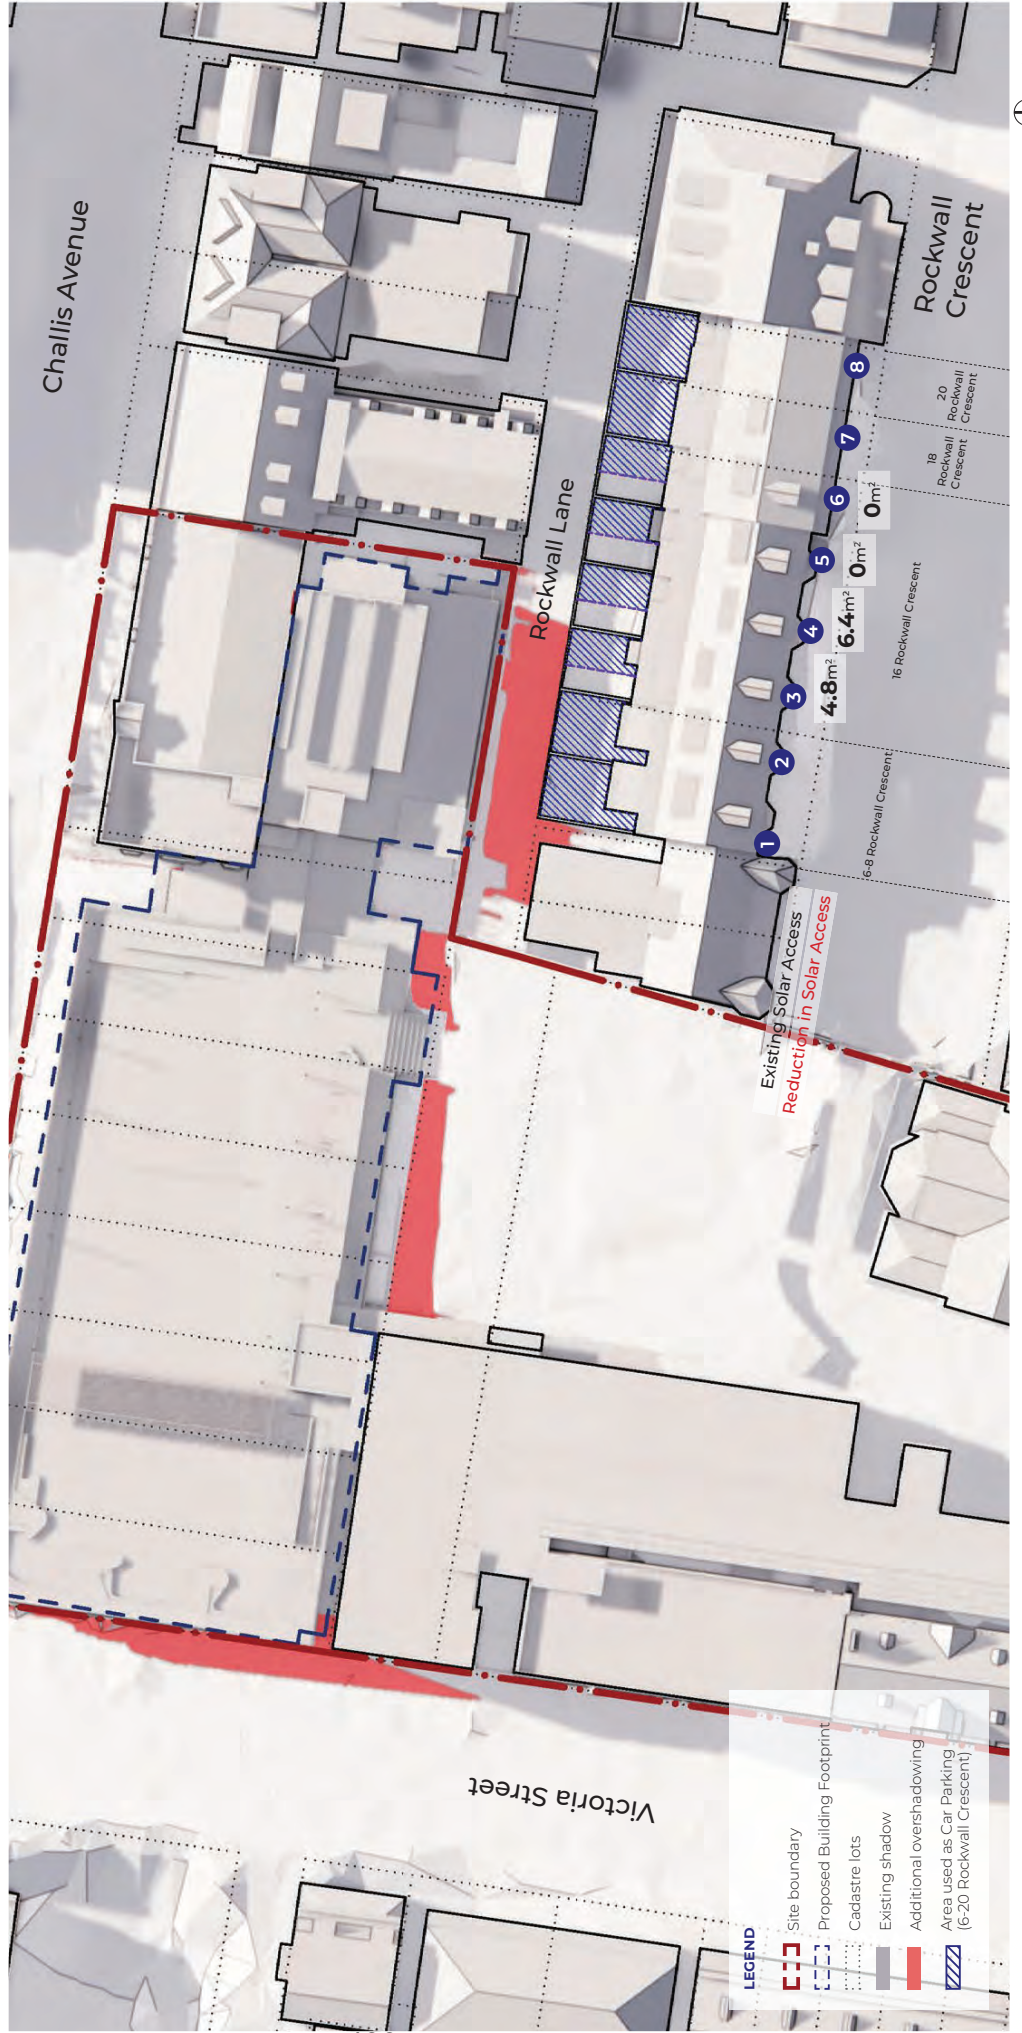 Challis Avenue
Rockwall Lane
Rockwall
Crescent
Victoria Street
1
2
3
4
5
6
7
8
4.8m²
6.4m²
0m²
0m²
6-8 Rockwall Crescent
16 Rockwall Crescent
18
Rockwall
Crescent
20
Rockwall
Crescent
Existing Solar Access
Reduction in Solar Access
LEGEND
Site boundary
Proposed Building Footprint
Cadastre lots
Existing shadow
Additional overshadowing
Area used as Car Parking
(6-20 Rockwall Crescent)